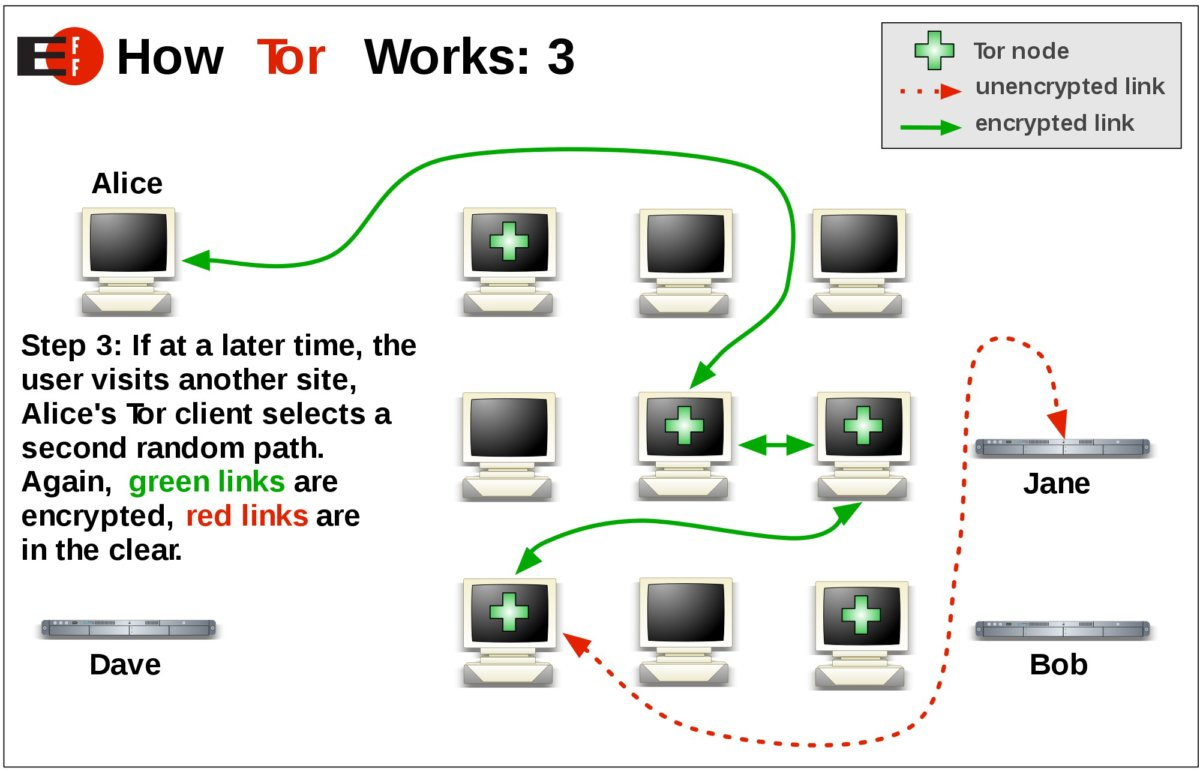 EFF How Tor Works: 3
Tor node
unencrypted link
encrypted link
Alice
Step 3: If at a later time, the
user visits another site,
Alice's Tor client selects a
second random path.
Again, green links are
encrypted, red links are
in the clear.
Jane
Dave
Bob